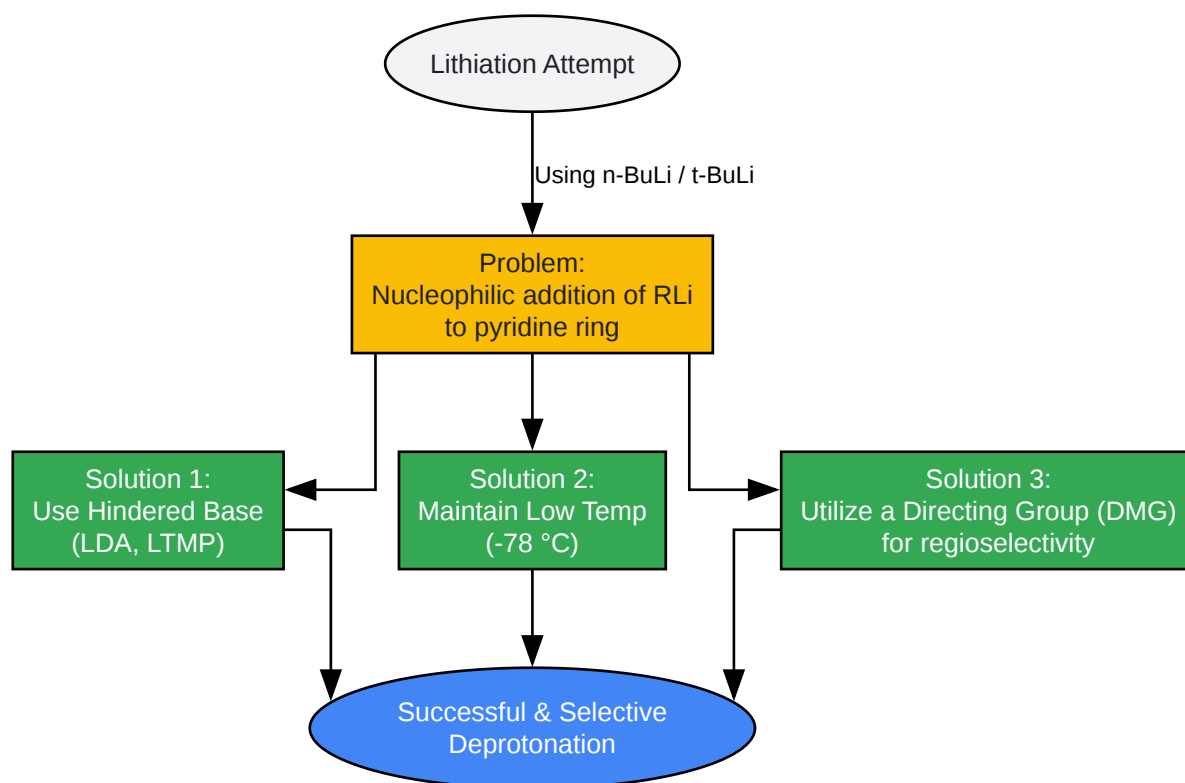 Lithiation Attempt
Using n-BuLi / t-BuLi
Problem:
Nucleophilic addition of RLi
to pyridine ring
Solution 1:
Use Hindered Base
(LDA, LTMP)
Solution 2:
Maintain Low Temp
(-78 °C)
Solution 3:
Utilize a Directing Group (DMG)
for regioselectivity
Successful & Selective
Deprotonation